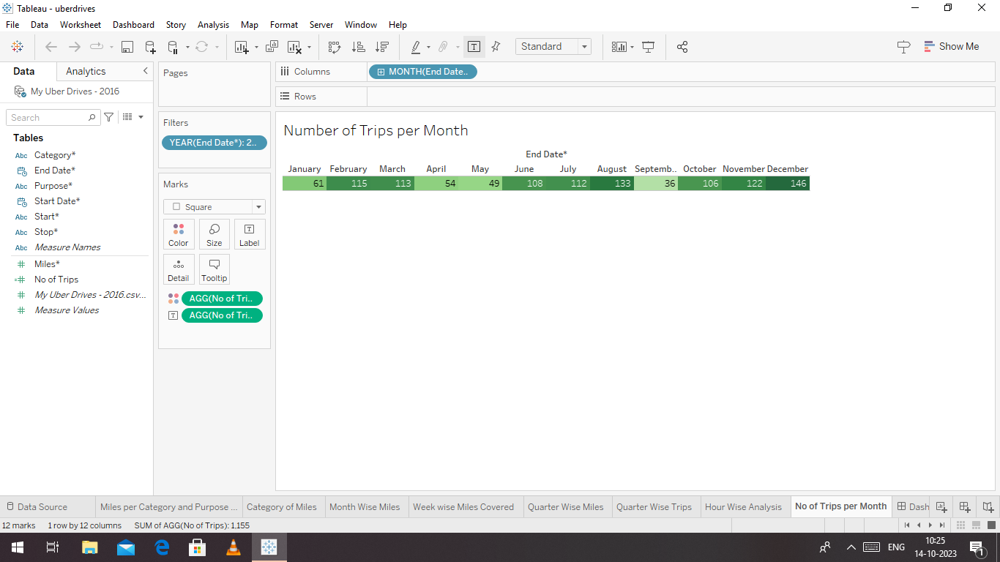 Tableau - uberdrives
File Data Worksheet Dashboard Story Analysis Map Format Server Window Help
Standard
Show Me
Data Analytics
Pages
Columns MONTH(End Date..
My Uber Drives - 2016
Rows
Search
Tables
Filters
YEAR(End Date*): 2..
Number of Trips per Month
Abc Category*
End Date*
Abc Purpose*
Start Date*
Abc Start*
Abc Stop*
Abc Measure Names
Miles*
No of Trips
My Uber Drives - 2016.csv...
Measure Values
Marks
Square
Color Size Label
Detail Tooltip
AGG(No of Tri..
AGG(No of Tri..
End Date*
January February March April May June July August Septemb.. October November December
61 115 113 54 49 108 112 133 36 106 122 146
Data Source Miles per Category and Purpose ... Category of Miles Month Wise Miles Week wise Miles Covered Quarter Wise Miles Quarter Wise Trips Hour Wise Analysis No of Trips per Month Dash
12 marks 1 row by 12 columns SUM of AGG(No of Trips): 1,155
ENG
10:25
14-10-2023
1